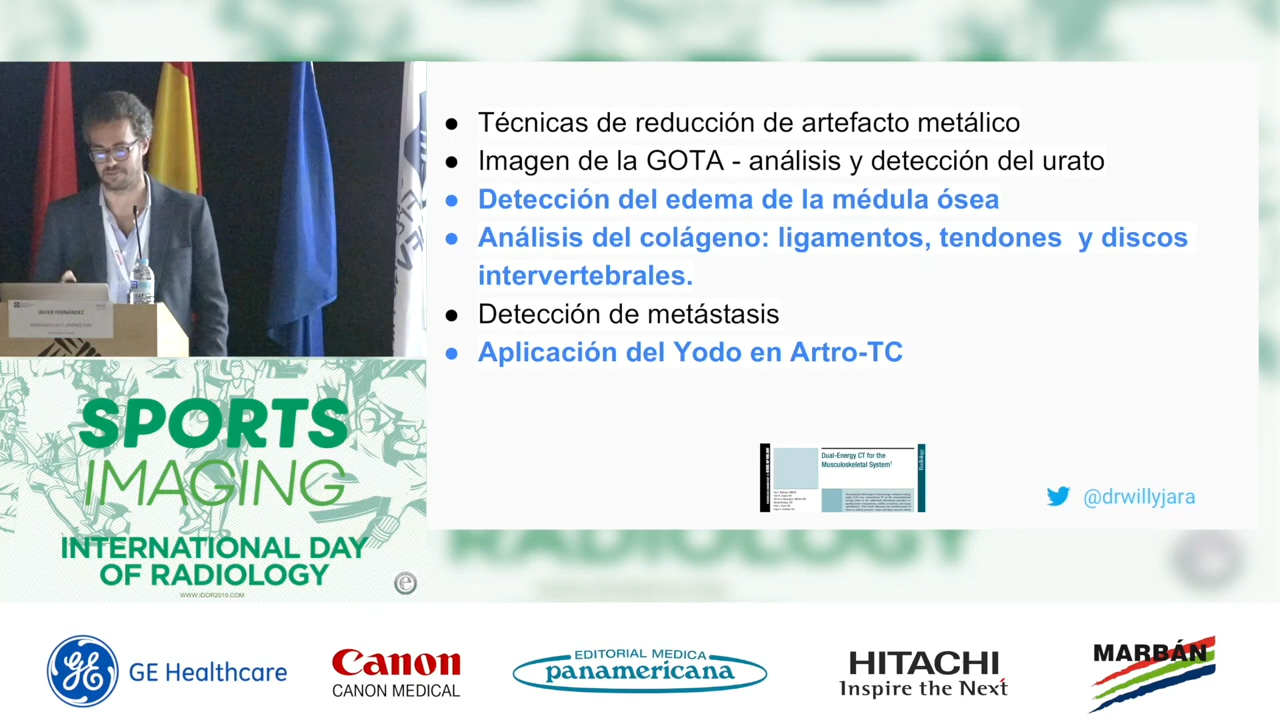 ● Técnicas de reducción de artefacto metálico
● Imagen de la GOTA - análisis y detección del urato
● Detección del edema de la médula ósea
● Análisis del colágeno: ligamentos, tendones y discos
intervertebrales.
● Detección de metástasis
● Aplicación del Yodo en Artro-TC
Dual-Energy CT for the
Musculoskeletal System¹
@drwillyjara
JAVIER FERNÁNDEZ
SPORTS
IMAGING
INTERNATIONAL DAY
OF RADIOLOGY
WWW.IDOR2019.COM
RADIOLOGY
GE Healthcare
Canon
CANON MEDICAL
EDITORIAL MEDICA
panamericana
HITACHI
Inspire the Next
MARBÁN